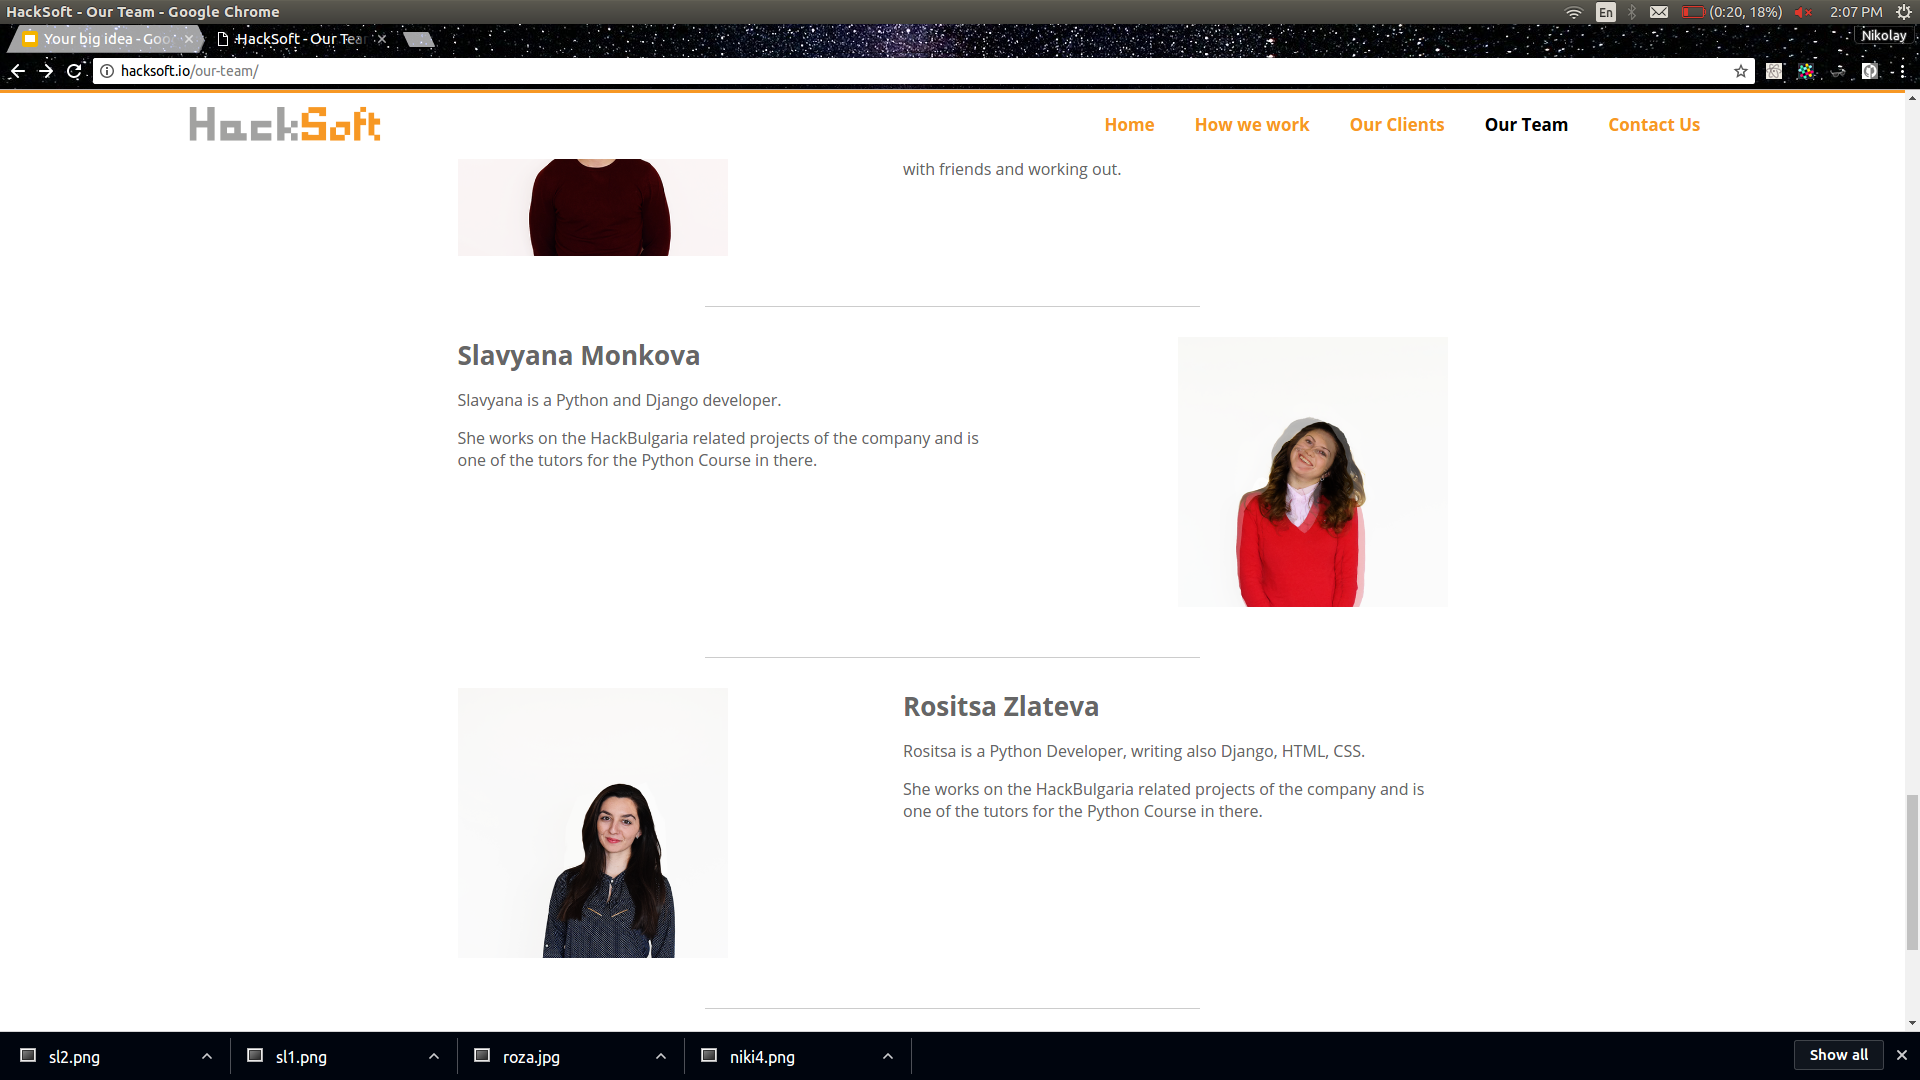 HackSoft - Our Team - Google Chrome
En
(0:20, 18%)
2:07 PM
Your big idea - Goo
HackSoft - Our Tea
Nikolay
hacksoft.io/our-team/
HackSoft
Home
How we work
Our Clients
Our Team
Contact Us
with friends and working out.
Slavyana Monkova
Slavyana is a Python and Django developer.
She works on the HackBulgaria related projects of the company and is
one of the tutors for the Python Course in there.
Rositsa Zlateva
Rositsa is a Python Developer, writing also Django, HTML, CSS.
She works on the HackBulgaria related projects of the company and is
one of the tutors for the Python Course in there.
sl2.png
sl1.png
roza.jpg
niki4.png
Show all